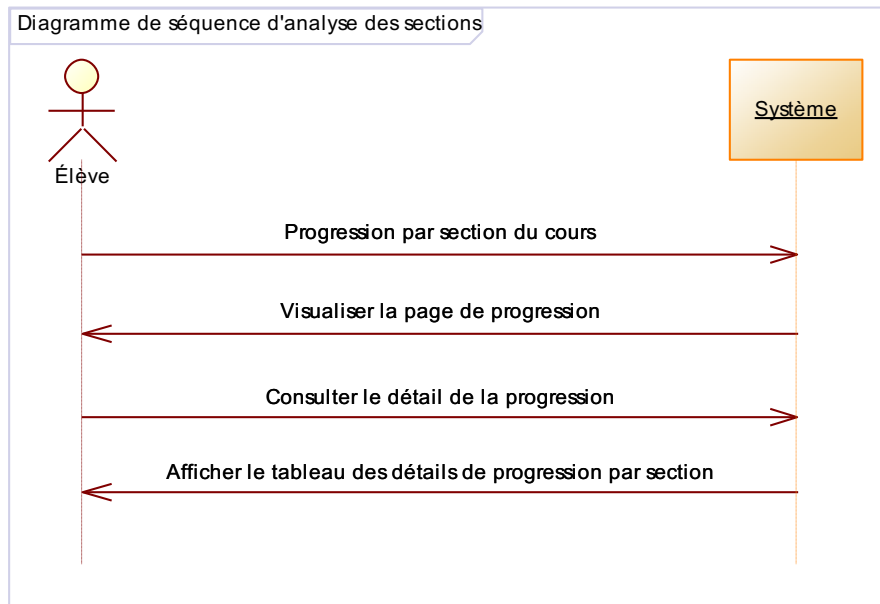 Diagramme de séquence d'analyse des sections
Système
Élève
Progression par section du cours
Visualiser la page de progression
Consulter le détail de la progression
Afficher le tableau des détails de progression par section